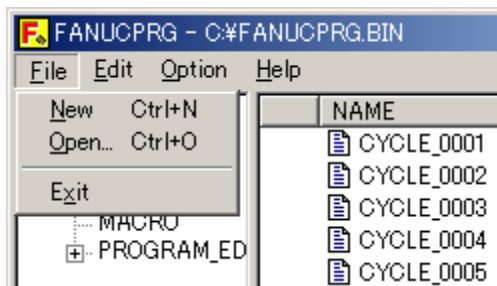 FANUCPRG - C:¥FANUCPRG.BIN
File Edit Option Help
New Ctrl+N
Open... Ctrl+O
Exit
MACRO
PROGRAM_ED
NAME
CYCLE_0001
CYCLE_0002
CYCLE_0003
CYCLE_0004
CYCLE_0005